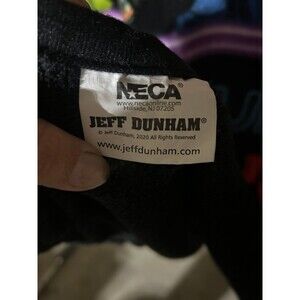 NECA®
www.necaonline.com
Hillside, NJ 07205
JEFF DUNHAM®
© Jeff Dunham, 2020 All Rights Reserved
www.jeffdunham.com